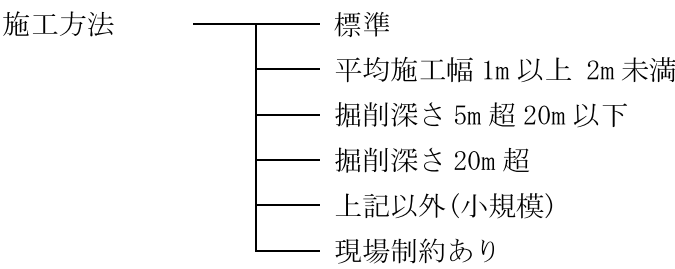 施工方法 標準
平均施工幅 1m 以上 2m 未満
掘削深さ 5m 超 20m 以下
掘削深さ 20m 超
上記以外(小規模)
現場制約あり